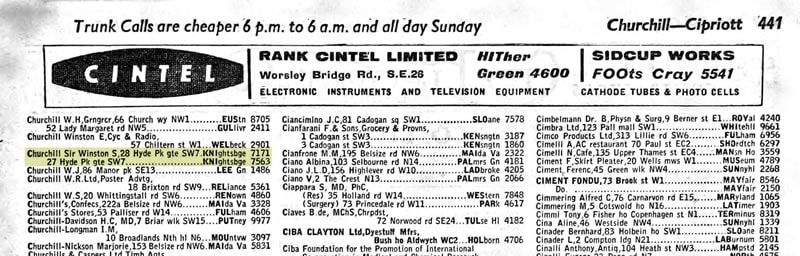 Trunk Calls are cheaper 6 p.m. to 6 a.m. and all day Sunday
Churchill—Cipriott 441
CINTEL
RANK CINTEL LIMITED
Worsley Bridge Rd., S.E.26
HITher
Green 4600
ELECTRONIC INSTRUMENTS AND TELEVISION EQUIPMENT
SIDCUP WORKS
FOOts Cray 5541
CATHODE TUBES & PHOTO CELLS
Churchill W.H,Grngrcr,66 Church wy NW1...EUStn 8705
52 Lady Margaret rd NW5...GULlivr 2411
Churchill Winston E,Cyc & Radio,
57 Chiltern st W1..WELbeck 2901
Churchill Sir Winston S,28 Hyde Pk gte SW7.KNightsbge 7171
27 Hyde Pk gte SW7...KNightsbge 7563
Churchill W.J,86 Manor pk SE13...LEE Gn 1486
Churchill W.R.Ltd,Poster Advtg,
18 Brixton rd SW9...RELiance 5361
Churchill W.S,20 Whittingstall rd SW6...RENown 4860
Churchill's,Confecs,222a Belsize rd NW6..MAIda Va 3328
Churchill's Stores,53 Palliser rd W14...FULham 4606
Churchill-Davidson H.C, MD,7 Briar wlk SW15..PUTney 9977
Churchill-Longman I.M,
10 Broadlands Nth hl N6...MOUntvw 3097
Churchill-Nickson Marjorie,153 Belsize rd NW6.MAIda Va 5831
Churchills & Caspers Ltd Timb Agts
Ciancimino J.C,81 Cadogan sq SW1...SLOane 7578
Cianfarani F.&Sons,Grocery & Provns,
1 Cadogan st SW3...KENsngtn 3187
3 Cadogan st SW3...KENsngtn 1860
Cianfrone M.M,195 Belsize rd NW6...MAIda Va 2322
Ciano Albina,103 Selbourne rd N14...PALmrs Gn 4181
Ciano J.L.D,156 Highlever rd W10...LADbroke 4205
Ciano V,2 The Crest N13...PALmrs Gn 2066
Ciappara S, MD, PhC,
(Res) 35 Holland rd W14...WEStern 7848
(Surgery) 73 Princedale rd W11...PARk 4617
Ciaves B de, MChS,Chrpdst,
72 Norwood rd SE24..TULse Hl 4182
CIBA CLAYTON Ltd,Dyestuff Mfrs,
Bush ho Aldwych WC2...HOLborn 4706
Ciba Foundation for the Promotion of International
Cimbelmann Dr. B,Physn & Surg,9 Berner st E1..ROYal 4240
Cimbra Ltd,123 Pall mall SW1...WHItehll 9661
Cimco Products Ltd,313 Lillie rd SW6...FULham 6956
Cimelli A,AC restaurant 70 Paul st EC2...SHOrdtch 6297
Cimelli N,Cafe,135 Upper Thames st EC4..MANsn Ho 3559
Ciment F,Skirt Pleater,20 Wells mws W1...MUSeum 4789
Ciment,Ferenc,45 Green wlk NW4...SUNnyhl 2268
CIMENT FONDU,73 Brook st W1...MAYfair 8546
Do. ...MAYfair 2150
Cimmering Alfred C,76 Carnarvon rd E15..MARyland 1065
Cimmering M,5 Cotswold ho N16...LATimer 1903
Cimmi Tony,6 Fisher ho Copenhagen st N1..TERminus 8319
Cina Aline,46 Westside NW4...SUNnyhl 1339
Cinader Bernhard,83 Holbein ho SW1...SLOane 8211
Cinader L,2 Compton ldg N21...LABurnum 5801
Cinalli Anthony,Antiq,104 Heath st NW3...HAMpstd 2145